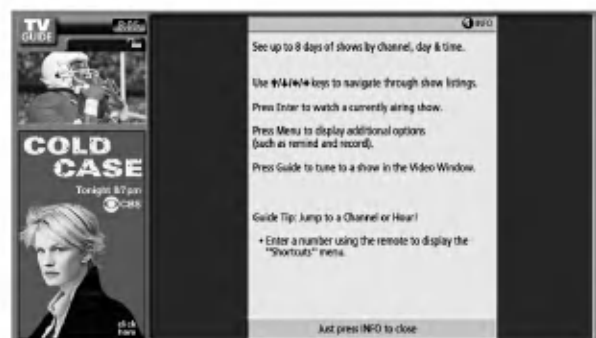 TV
GUIDE
COLD
CASE
Tonight 8/7pm
CBS
click
here
INFO
See up to 8 days of shows by channel, day & time.
Use ↑/↓/←/→ keys to navigate through show listings.
Press Enter to watch a currently airing show.
Press Menu to display additional options
(such as remind and record).
Press Guide to tune to a show in the Video Window.
Guide Tip: Jump to a Channel or Hour!
• Enter a number using the remote to display the
"Shortcuts" menu.
Just press INFO to close